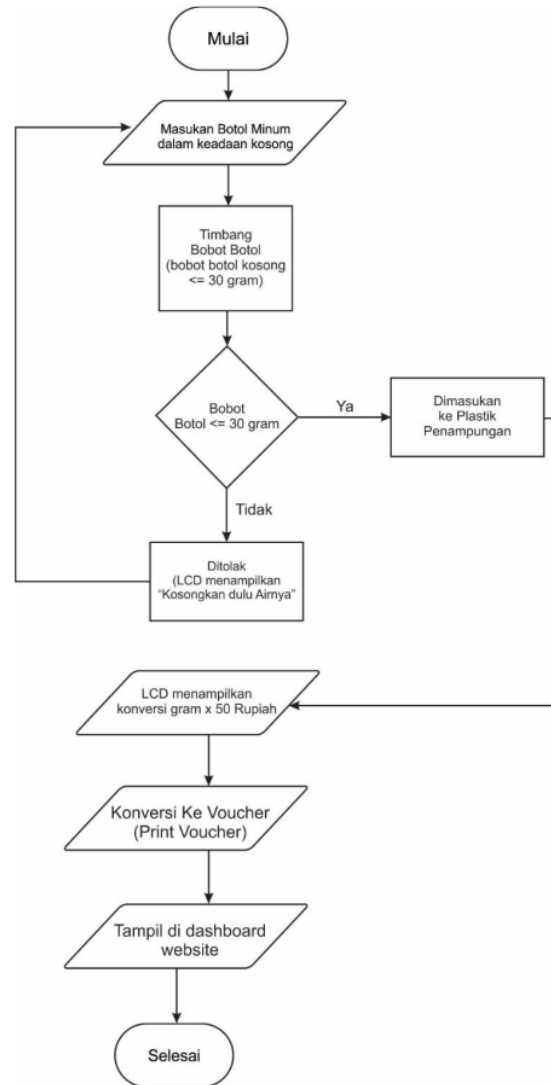 Mulai
Masukan Botol Minum
dalam keadaan kosong
Timbang
Bobot Botol
(bobot botol kosong
<= 30 gram)
Bobot
Botol <= 30 gram
Ya
Dimasukan
ke Plastik
Penampungan
Tidak
Ditolak
(LCD menampilkan
“Kosongkan dulu Airnya”
LCD menampilkan
konversi gram x 50 Rupiah
Konversi Ke Voucher
(Print Voucher)
Tampil di dashboard
website
Selesai